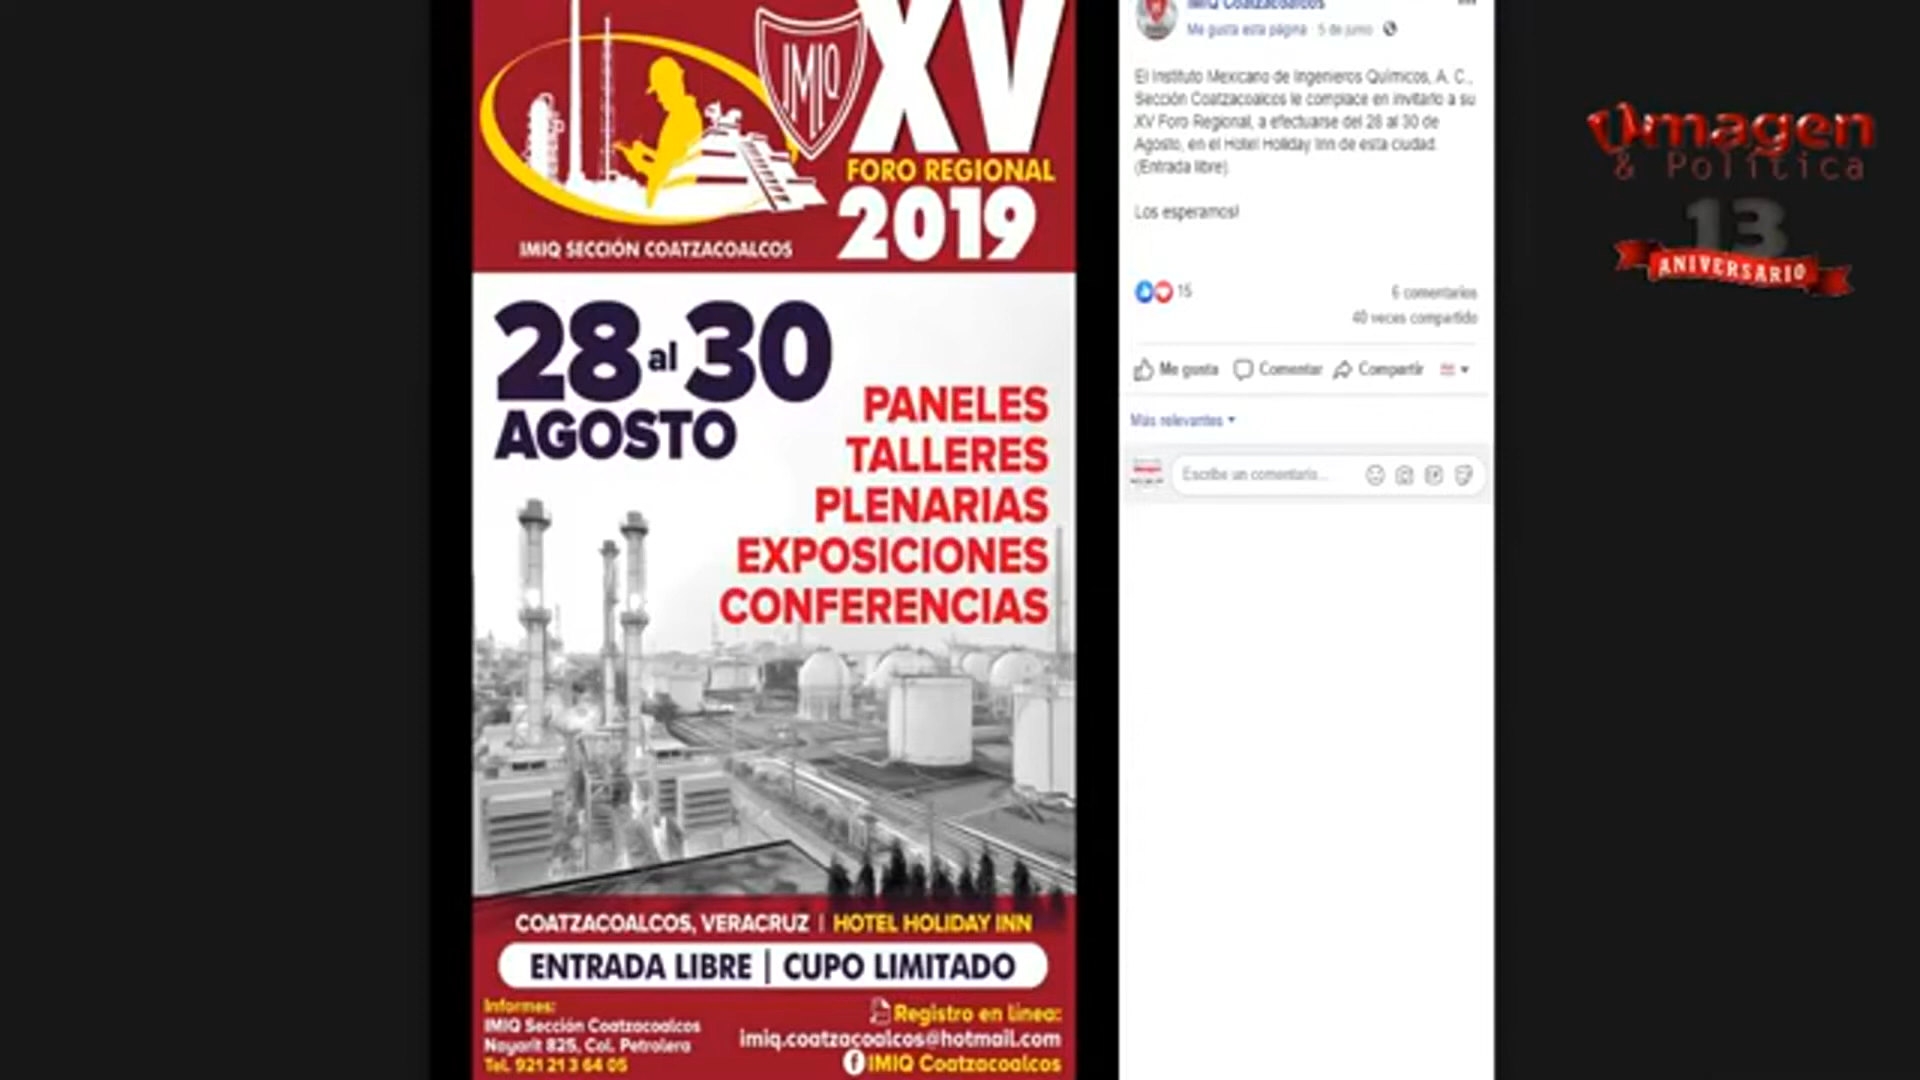 XV
IMIQ
FORO REGIONAL
2019
IMIQ SECCIÓN COATZACOALCOS
28 al 30
AGOSTO
PANELES
TALLERES
PLENARIAS
EXPOSICIONES
CONFERENCIAS
COATZACOALCOS, VERACRUZ | HOTEL HOLIDAY INN
ENTRADA LIBRE | CUPO LIMITADO
Informes:
IMIQ Sección Coatzacoalcos
Nayarit 825, Col. Petrolera
Tel. 921 21 3 64 05
Registro en línea:
imiq.coatzacoalcos@hotmail.com
IMIQ Coatzacoalcos
IMIQ Coatzacoalcos
Me gusta esta página · 5 de junio ·
El Instituto Mexicano de Ingenieros Químicos, A. C.,
Sección Coatzacoalcos le complace en invitarlo a su
XV Foro Regional, a efectuarse del 28 al 30 de
Agosto, en el Hotel Holiday Inn de esta ciudad.
(Entrada libre).
Los esperamos!
15
6 comentarios
40 veces compartido
Me gusta
Comentar
Compartir
Más relevantes
Escribe un comentario...
Imagen
& Política
13
ANIVERSARIO